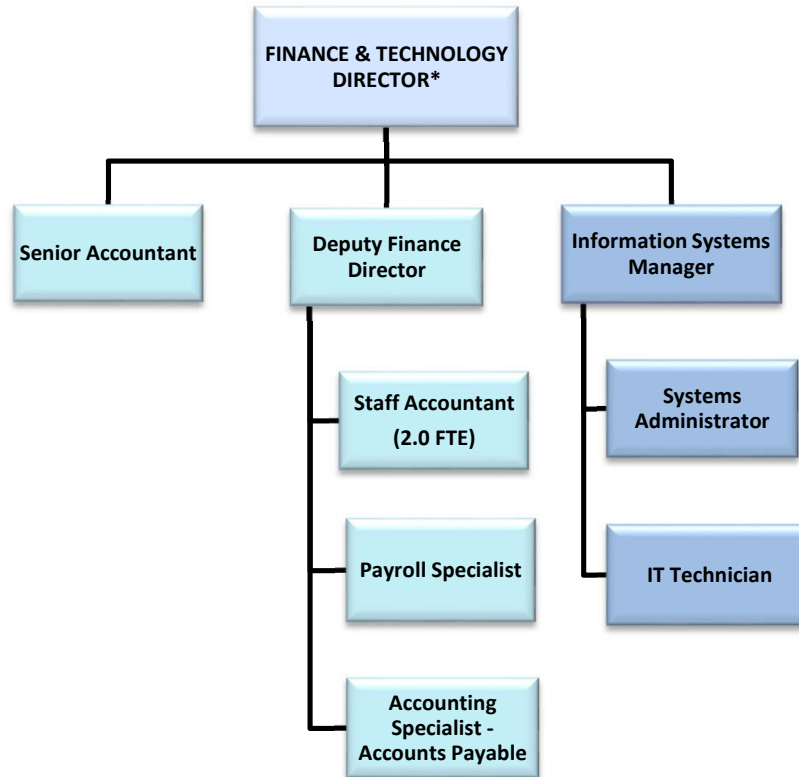 FINANCE & TECHNOLOGY
DIRECTOR*
Senior Accountant
Deputy Finance
Director
Information Systems
Manager
Staff Accountant
(2.0 FTE)
Systems
Administrator
Payroll Specialist
IT Technician
Accounting
Specialist -
Accounts Payable